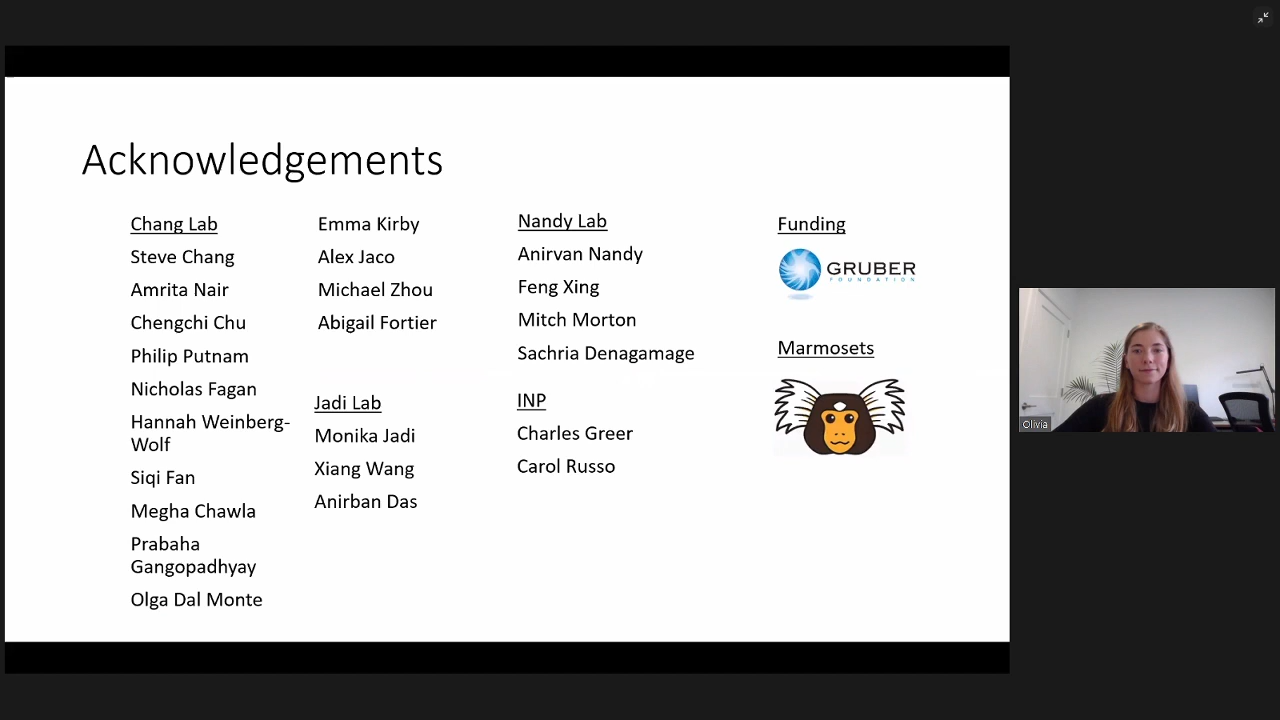 Acknowledgements
Chang Lab
Steve Chang
Amrita Nair
Chengchi Chu
Philip Putnam
Nicholas Fagan
Hannah Weinberg-
Wolf
Siqi Fan
Megha Chawla
Prabaha
Gangopadhyay
Olga Dal Monte
Emma Kirby
Alex Jaco
Michael Zhou
Abigail Fortier
Jadi Lab
Monika Jadi
Xiang Wang
Anirban Das
Nandy Lab
Anirvan Nandy
Feng Xing
Mitch Morton
Sachria Denagamage
INP
Charles Greer
Carol Russo
Funding
GRUBER
FOUNDATION
Marmosets
Olivia